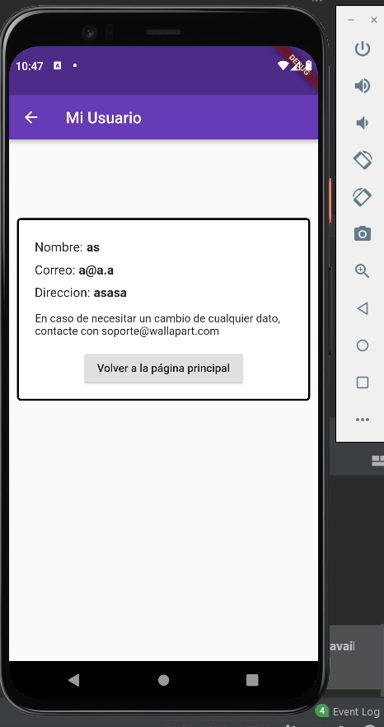 10:47
DEBUG
Mi Usuario
Nombre: as
Correo: a@a.a
Direccion: asasa
En caso de necesitar un cambio de cualquier dato,
contacte con soporte@wallapart.com
Volver a la página principal
avail
4 Event Log